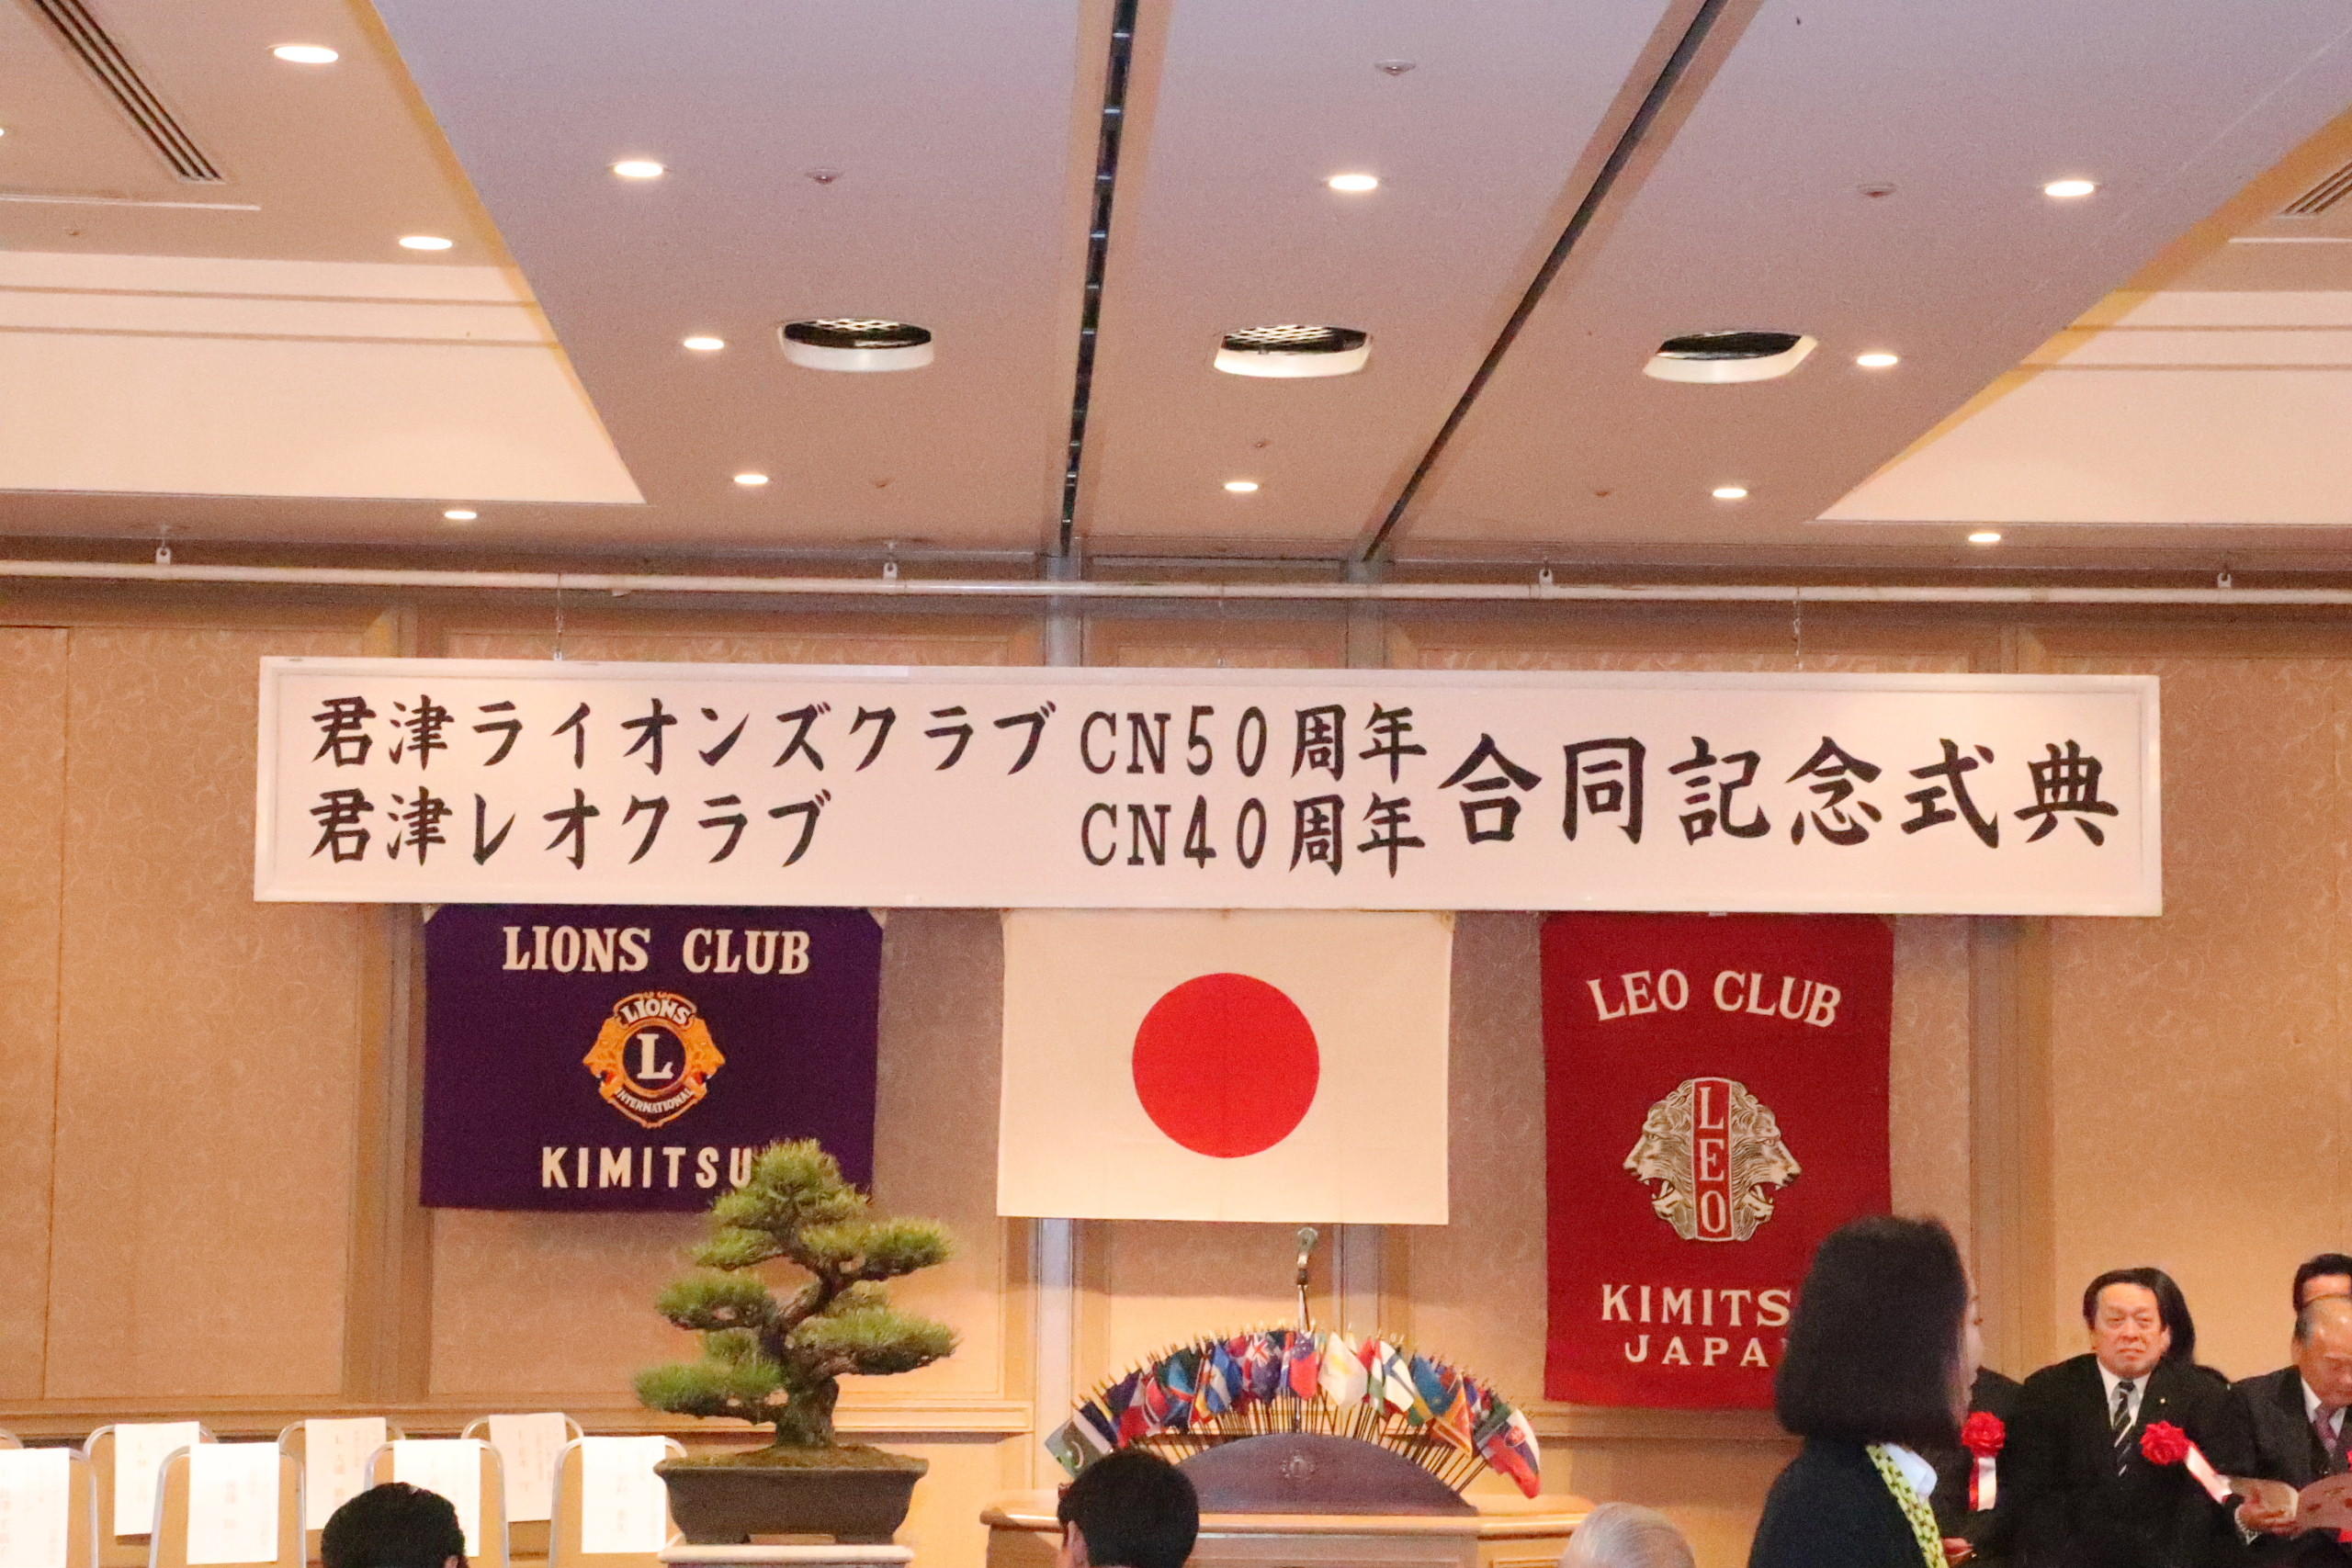 君津ライオンズクラブ CN50周年
君津レオクラブ CN40周年
合同記念式典
LIONS CLUB
LIONS
L
INTERNATIONAL
KIMITSU
LEO CLUB
LEO
KIMITS
JAPA